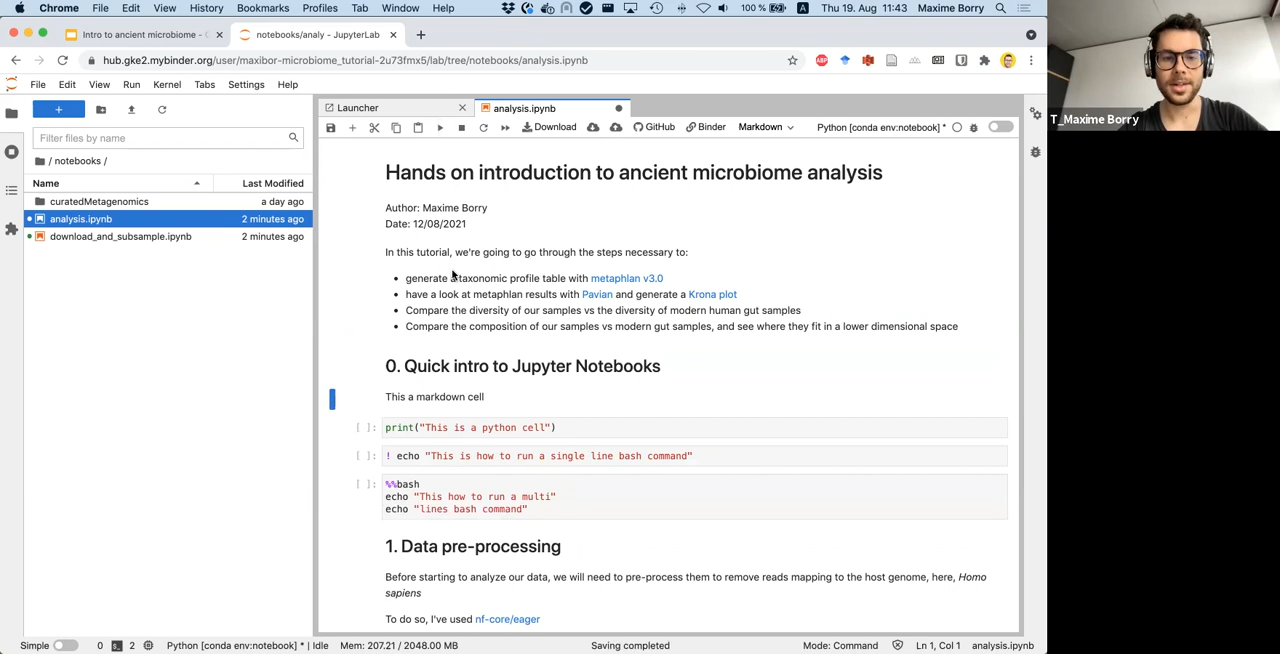 Chrome File Edit View History Bookmarks Profiles Tab Window Help 100 % A Thu 19. Aug 11:43 Maxime Borry
Intro to ancient microbiome - × notebooks/analy - JupyterLab × +
hub.gke2.mybinder.org/user/maxibor-microbiome_tutorial-2u73fmx5/lab/tree/notebooks/analysis.ipynb ABP
File Edit View Run Kernel Tabs Settings Help
+
Launcher × analysis.ipynb
Filter files by name
Download GitHub Binder Markdown Python [conda env:notebook] *
/ notebooks /
Name Last Modified
curatedMetagenomics a day ago
analysis.ipynb 2 minutes ago
download_and_subsample.ipynb 2 minutes ago
Hands on introduction to ancient microbiome analysis
Author: Maxime Borry
Date: 12/08/2021
In this tutorial, we're going to go through the steps necessary to:
• generate a taxonomic profile table with metaphlan v3.0
• have a look at metaphlan results with Pavian and generate a Krona plot
• Compare the diversity of our samples vs the diversity of modern human gut samples
• Compare the composition of our samples vs modern gut samples, and see where they fit in a lower dimensional space
0. Quick intro to Jupyter Notebooks
This a markdown cell
[ ]: print("This is a python cell")
[ ]: ! echo "This is how to run a single line bash command"
[ ]: %%bash
echo "This how to run a multi"
echo "lines bash command"
1. Data pre-processing
Before starting to analyze our data, we will need to pre-process them to remove reads mapping to the host genome, here, Homo
sapiens
To do so, I've used nf-core/eager
Simple 0 2 Python [conda env:notebook] * | Idle Mem: 207.21 / 2048.00 MB Saving completed Mode: Command Ln 1, Col 1 analysis.ipynb
T_Maxime Borry